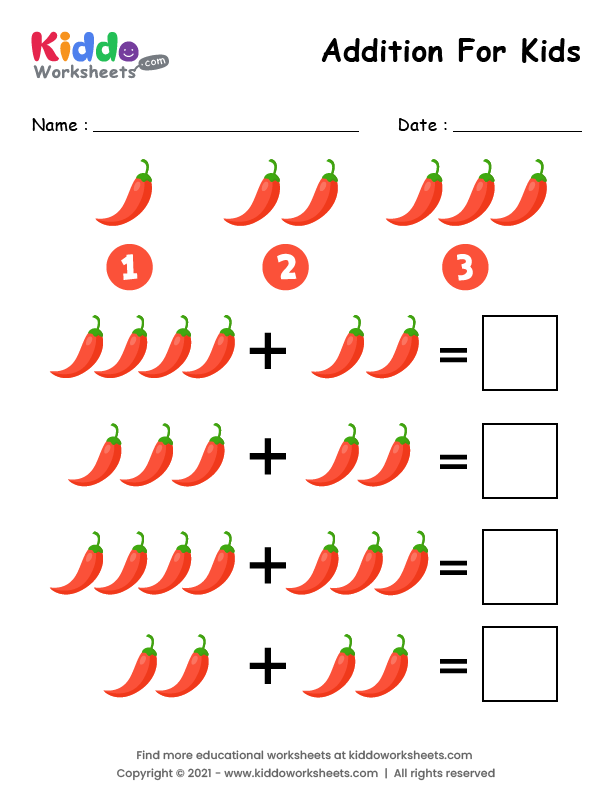 Kiddo
Worksheets.com
Addition For Kids
Name : ____________________ Date : __________
1 2 3
+ =
+ =
+ =
+ =
Find more educational worksheets at kiddoworksheets.com
Copyright © 2021 - www.kiddoworksheets.com | All rights reserved